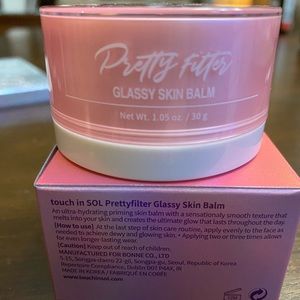 Pretty Filter
GLASSY SKIN BALM
Net Wt. 1.05 oz. / 30 g
touch in SOL Prettyfilter Glassy Skin Balm
An ultra-hydrating priming skin balm with a sensationaly smooth texture that
melts into your skin and creates the ultimate glow that lasts throughout the day.
[How to use] At the last step of skin care routine, apply evenly to the face as
needed to achieve dewy and glowing skin. • Applying two or three times allows
for even longer-lasting wear.
[Caution] Keep out of reach of children.
MANUFACTURED FOR BONNE CO., LTD
Republic of Korea
MADE IN KOREA / FABRIQUÉ EN CORÉE
www.touchinsol.com